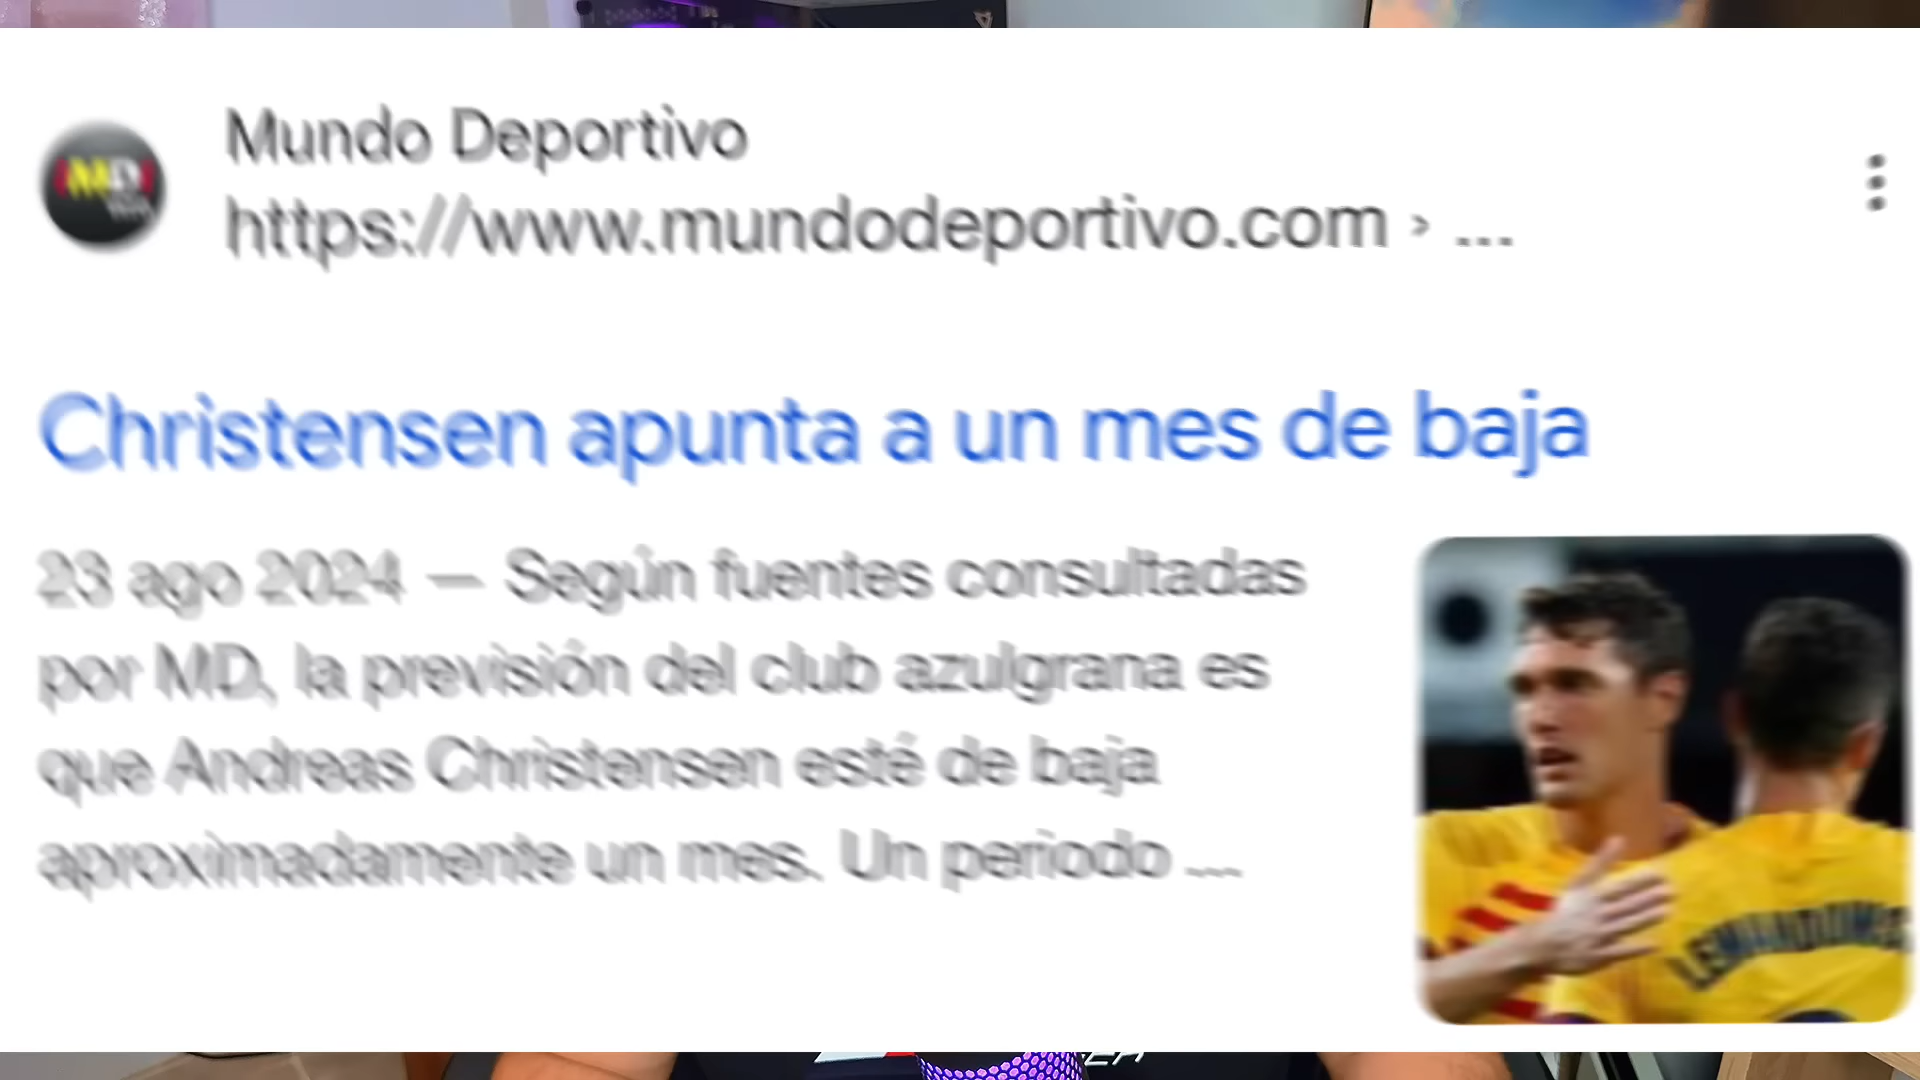 Mundo Deportivo
MD
https://www.mundodeportivo.com › ...
Christensen apunta a un mes de baja
23 ago 2024 — Según fuentes consultadas
por MD, la previsión del club azulgrana es
que Andreas Christensen esté de baja
aproximadamente un mes. Un periodo ...